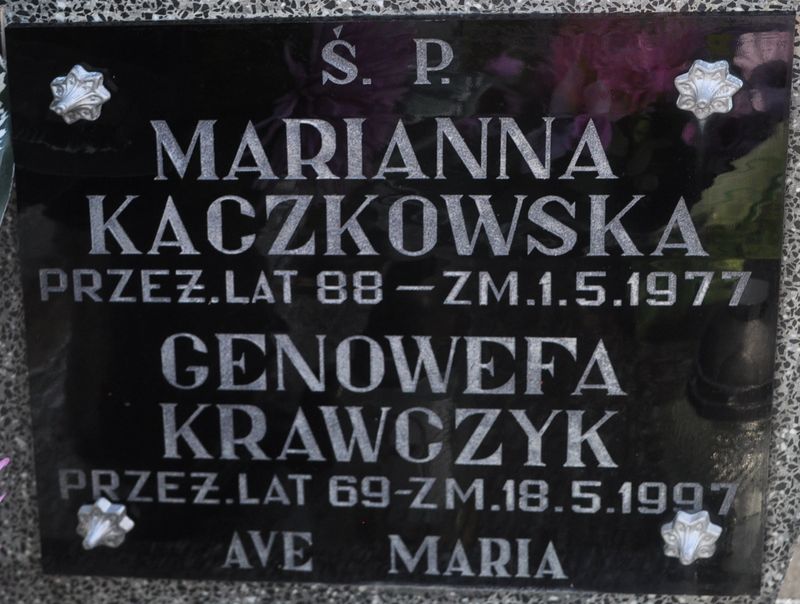 Ś. P.
MARIANNA
KACZKOWSKA
PRZEŻ.LAT 88 – ZM.1.5.1977
GENOWEFA
KRAWCZYK
PRZEŻ.LAT 69-ZM.18.5.1997
AVE MARIA